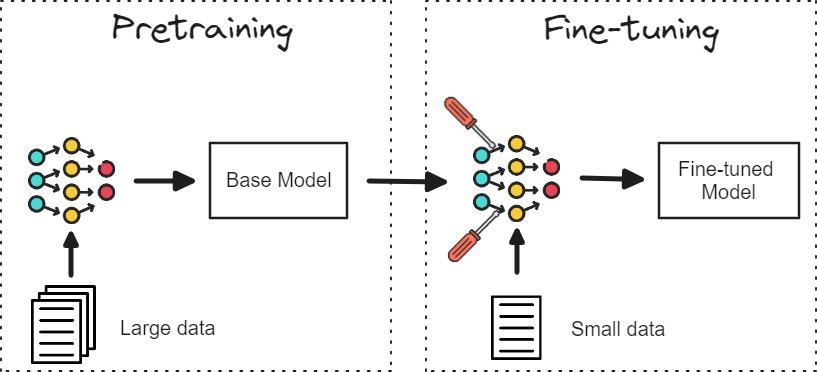 Pretraining
Fine-tuning
Base Model
Fine-tuned
Model
Large data
Small data